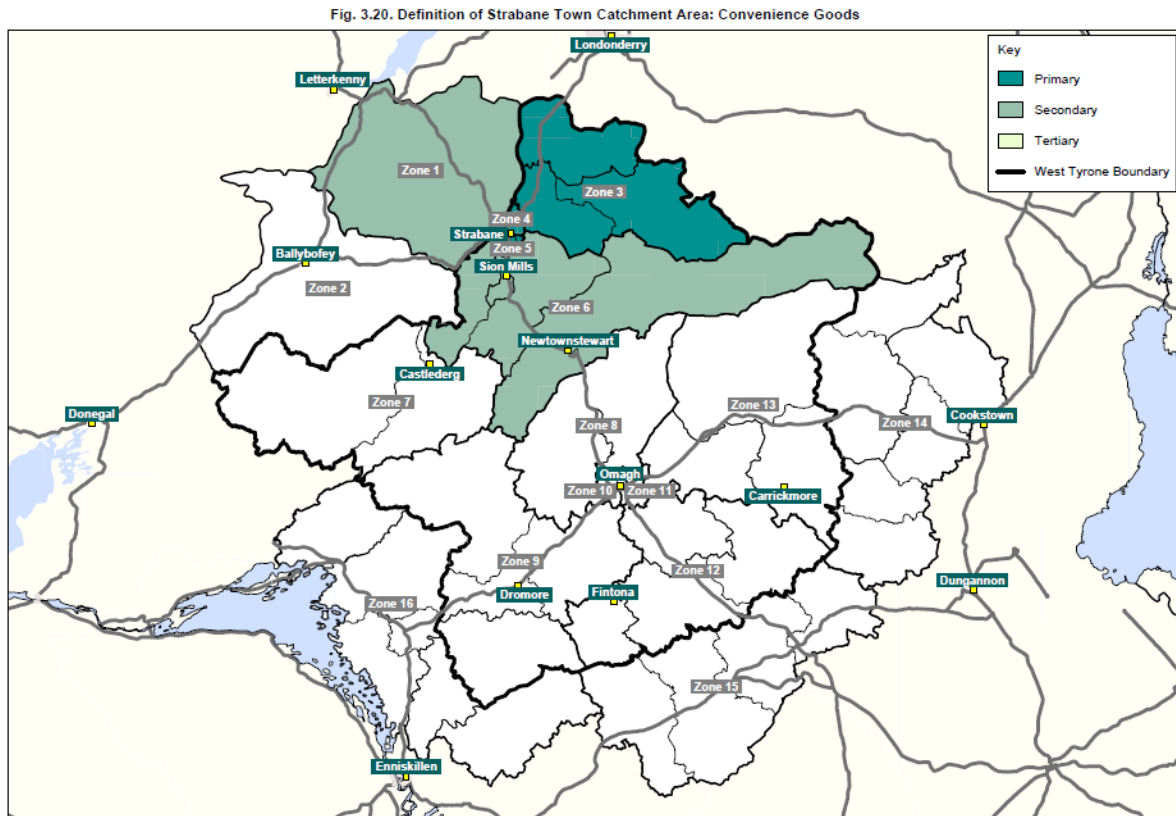 Fig. 3.20. Definition of Strabane Town Catchment Area: Convenience Goods
Londonderry
Key
Letterkenny
Primary
Secondary
Tertiary
West Tyrone Boundary
Zone 1
Zone 3
Zone 4
Strabane
Zone 5
Ballybofey
Sion Mills
Zone 2
Zone 6
Newtownstewart
Castlederg
Zone 7
Zone 13
Donegal
Cookstown
Zone 14
Zone 8
Omagh
Zone 10
Zone 11
Carrickmore
Zone 9
Zone 12
Dungannon
Dromore
Fintona
Zone 16
Zone 15
Enniskillen